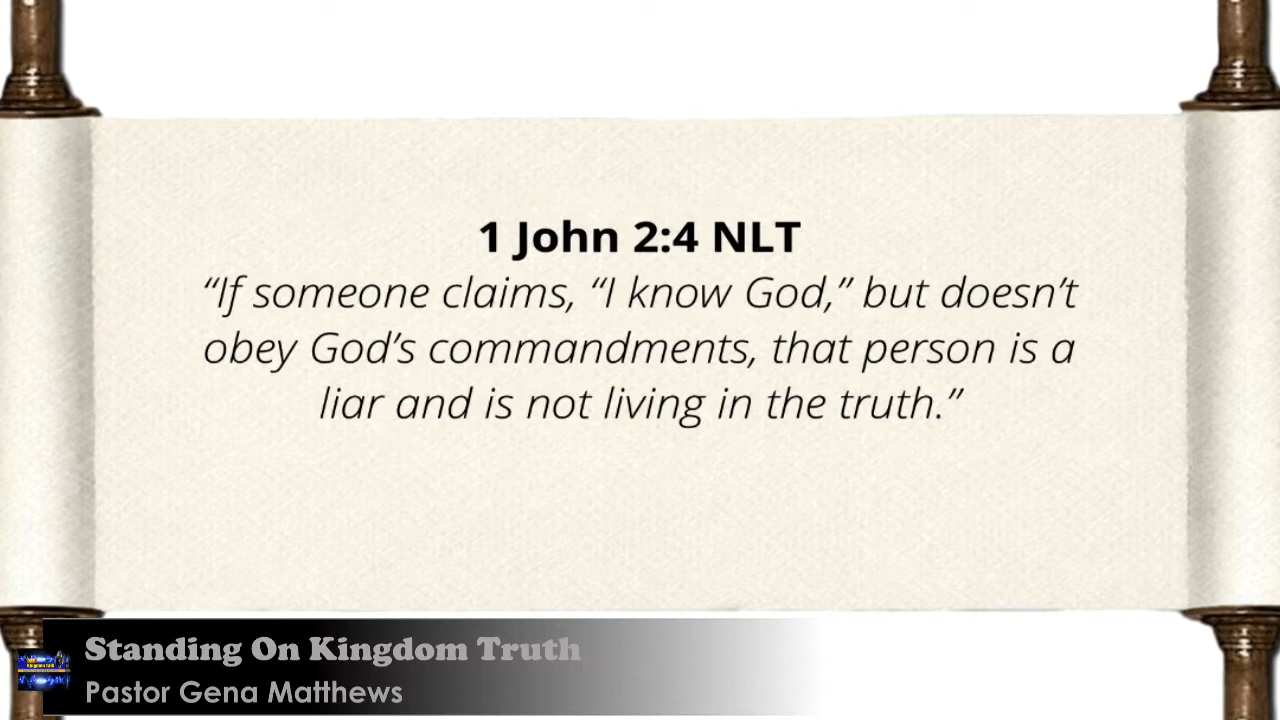 1 John 2:4 NLT
“If someone claims, “I know God,” but doesn’t
obey God’s commandments, that person is a
liar and is not living in the truth.”
Standing On Kingdom Truth
Pastor Gena Matthews